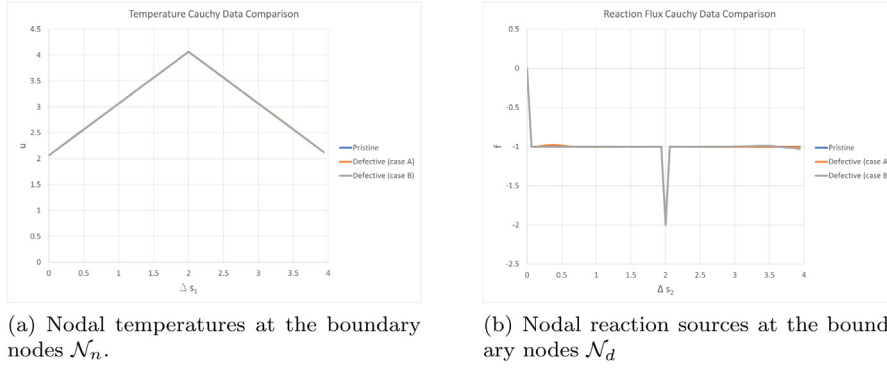 Temperature Cauchy Data Comparison
4.5
4
3.5
3
2.5
2
1.5
1
0.5
0
u
0 0.5 1 1.5 2 2.5 3 3.5 4
Δ s₁
Pristine
Defective (case A)
Defective (case B)
(a) Nodal temperatures at the boundary
nodes 𝒩ₙ.
Reaction Flux Cauchy Data Comparison
0.5
0
-0.5
-1
-1.5
-2
-2.5
f
0 0.5 1 1.5 2 2.5 3 3.5 4
Δ s₂
Pristine
Defective (case A
Defective (case B
(b) Nodal reaction sources at the bound
ary nodes 𝒩d